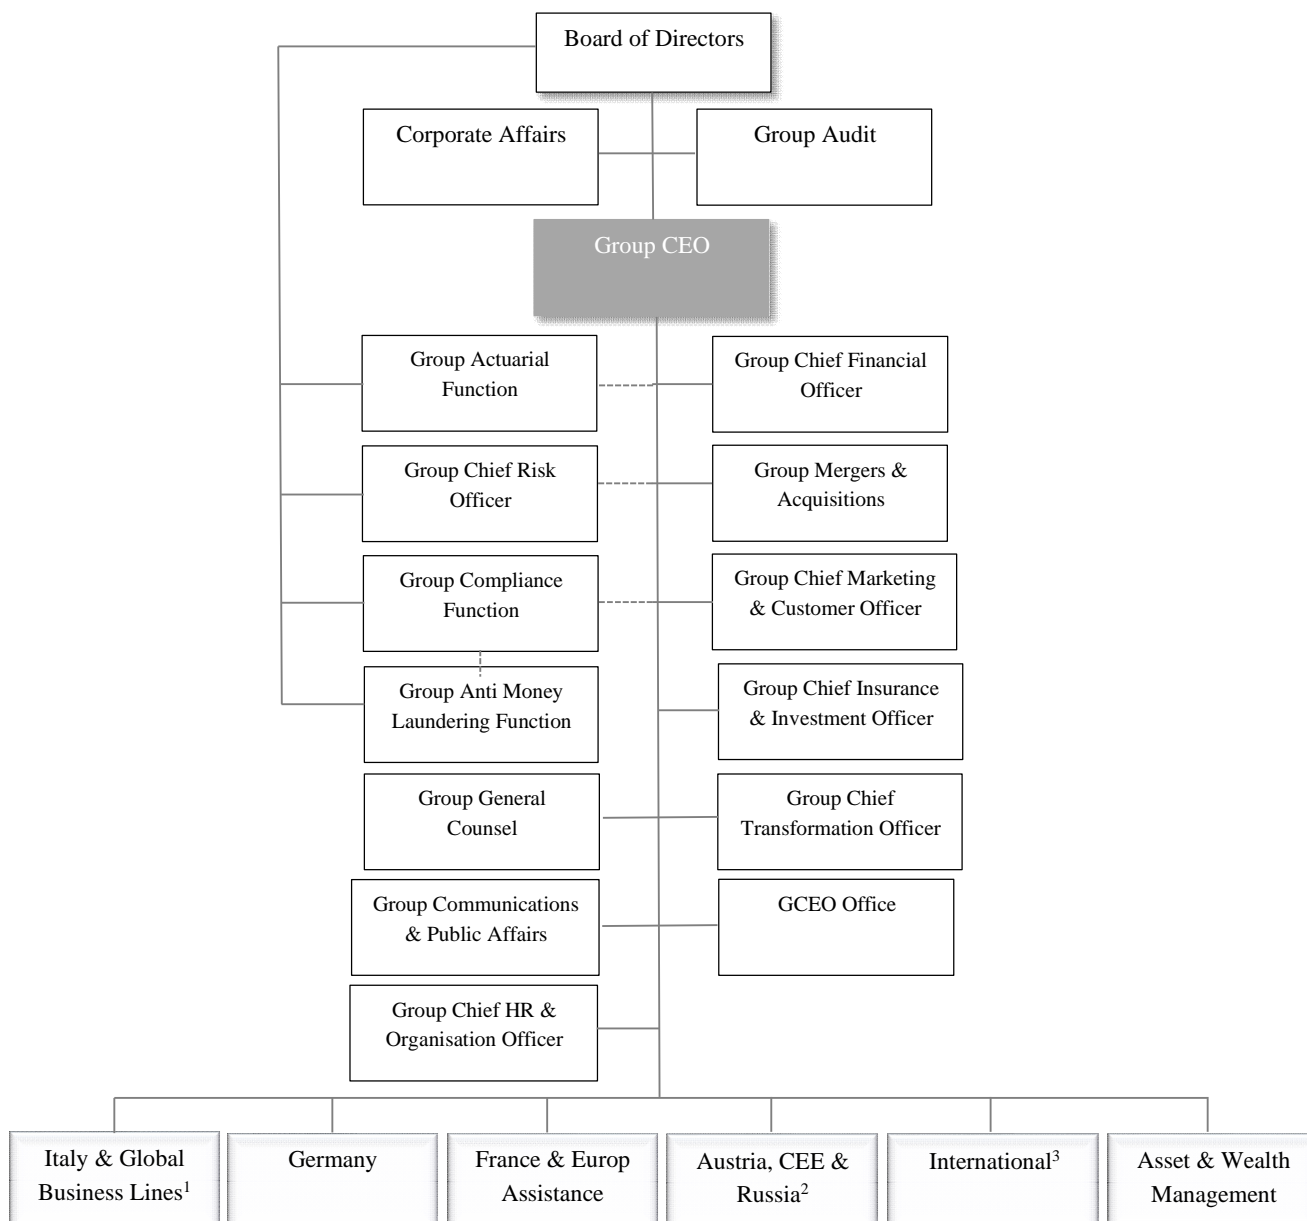 Board of Directors
Corporate Affairs
Group Audit
Group CEO
Group Actuarial
Function
Group Chief Financial
Officer
Group Chief Risk
Officer
Group Mergers &
Acquisitions
Group Compliance
Function
Group Chief Marketing
& Customer Officer
Group Anti Money
Laundering Function
Group Chief Insurance
& Investment Officer
Group General
Counsel
Group Chief
Transformation Officer
Group Communications
& Public Affairs
GCEO Office
Group Chief HR &
Organisation Officer
Italy & Global
Business Lines¹
Germany
France & Europ
Assistance
Austria, CEE &
Russia²
International³
Asset & Wealth
Management